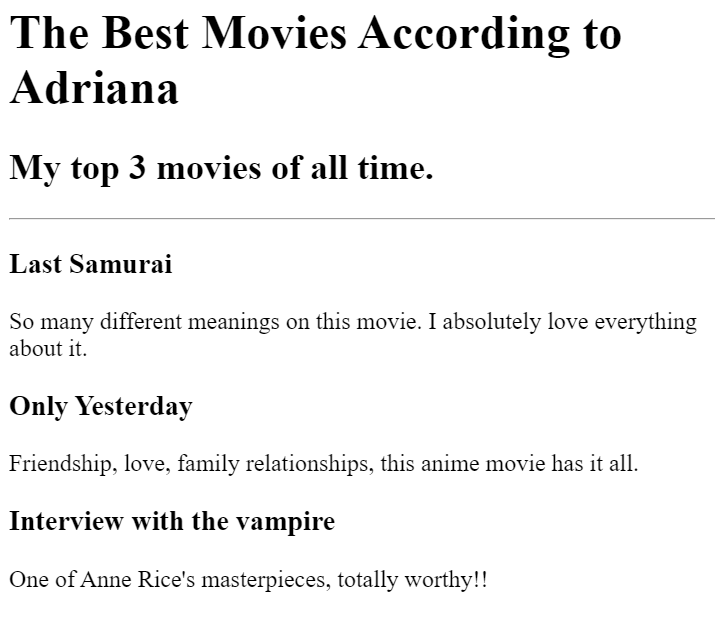 The Best Movies According to
Adriana
My top 3 movies of all time.
Last Samurai
So many different meanings on this movie. I absolutely love everything
about it.
Only Yesterday
Friendship, love, family relationships, this anime movie has it all.
Interview with the vampire
One of Anne Rice's masterpieces, totally worthy!!